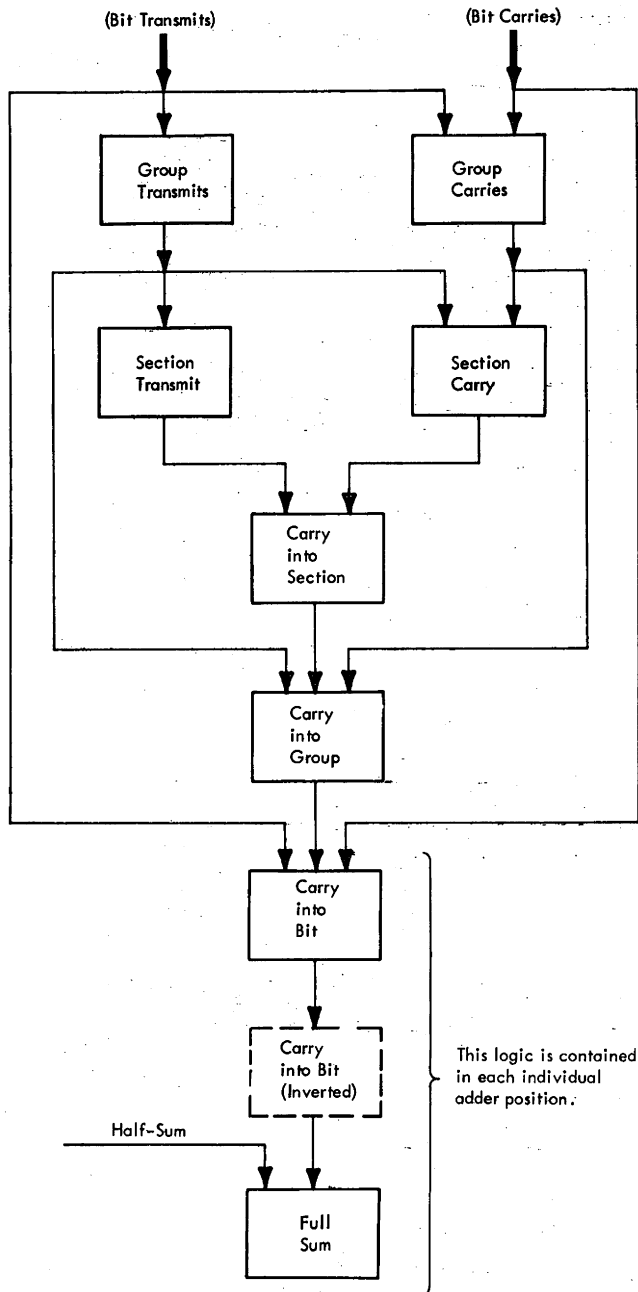 (Bit Transmits)
(Bit Carries)
Group
Transmits
Group
Carries
Section
Transmit
Section
Carry
Carry
into
Section
Carry
into
Group
Carry
into
Bit
Carry
into Bit
(Inverted)
This logic is contained
in each individual
adder position.
Half-Sum
Full
Sum